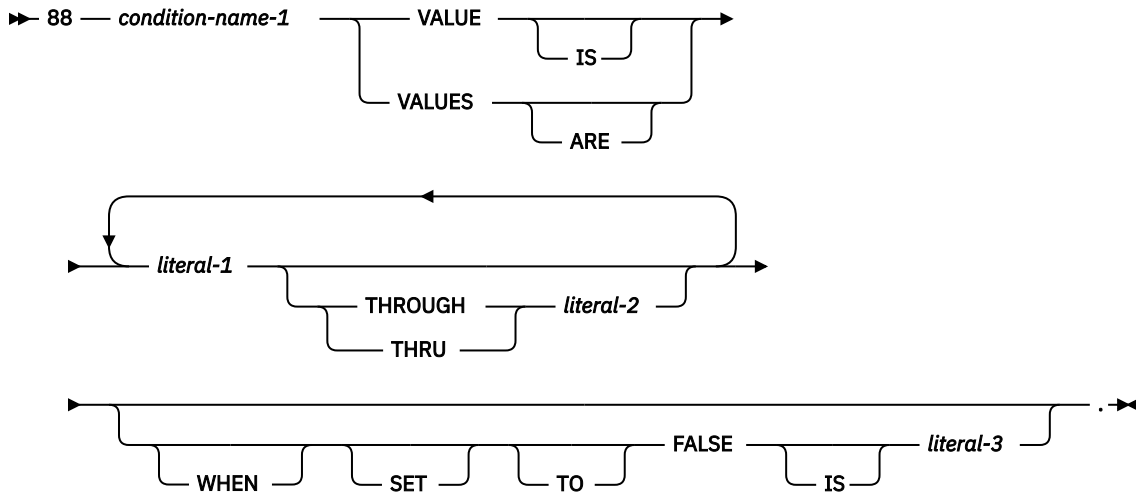 88 condition-name-1 VALUE
IS
VALUES
ARE
literal-1
THROUGH literal-2
THRU
.
FALSE literal-3
WHEN SET TO IS